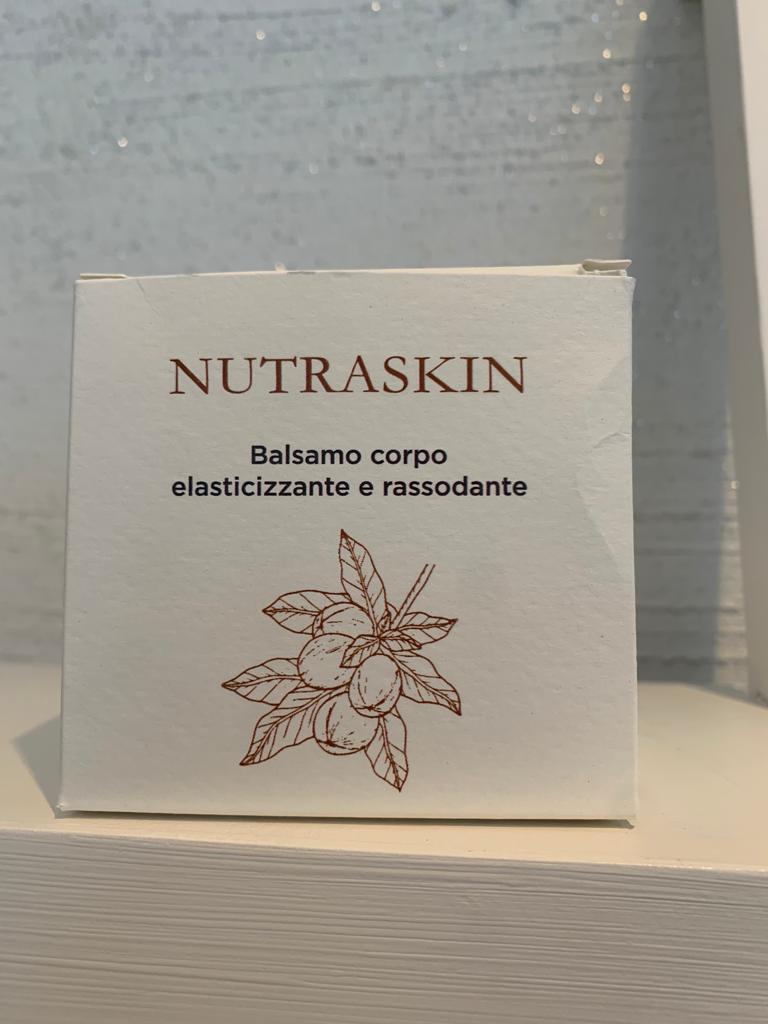 NUTRASKIN
Balsamo corpo
elasticizzante e rassodante